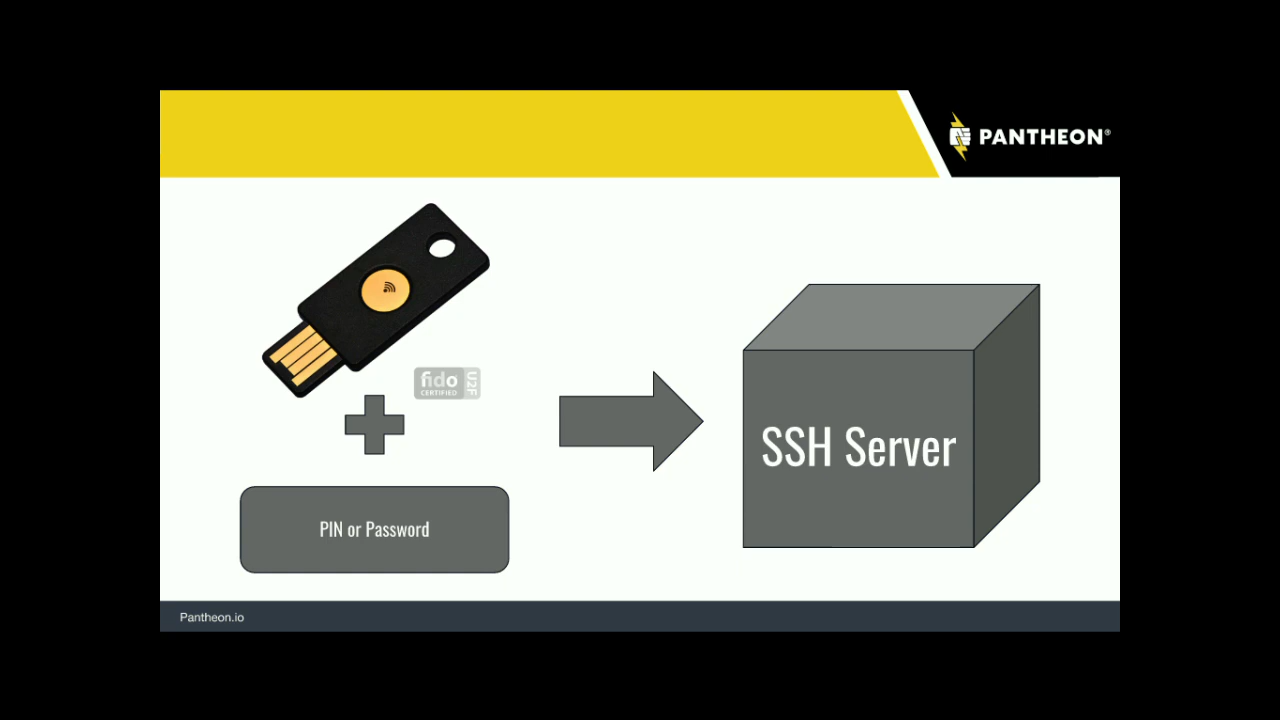 PANTHEON®
fido
CERTIFIED
U2F
SSH Server
PIN or Password
Pantheon.io